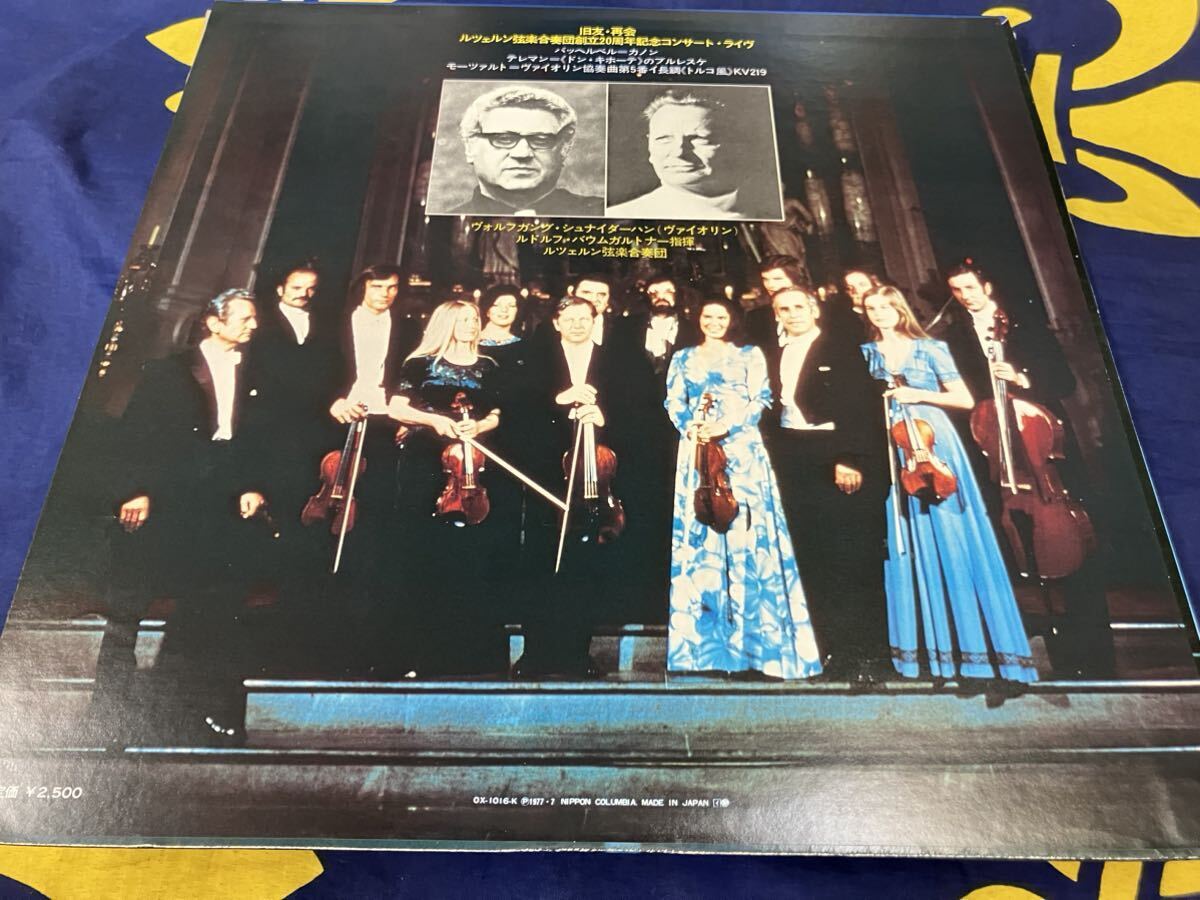 旧友・再会
ルツェルン弦楽合奏団創立20周年記念コンサート・ライヴ
パッヘルベル━カノン
テレマン━《ドン・キホーテ》のブルレスケ
モーツァルト━ヴァイオリン協奏曲第5番イ長調《トルコ風》KV219
ヴォルフガング・シュナイダーハン(ヴァイオリン)
ルドルフ・バウムガルトナー指揮
ルツェルン弦楽合奏団
定価 ¥2,500
OX-1016-K Ⓟ1977・7 NIPPON COLUMBIA. MADE IN JAPAN